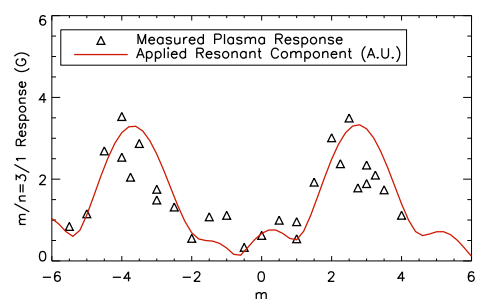 6
Measured Plasma Response
Applied Resonant Component (A.U.)
4
2
0
m/n=3/1 Response (G)
-6 -4 -2 0 2 4 6
m